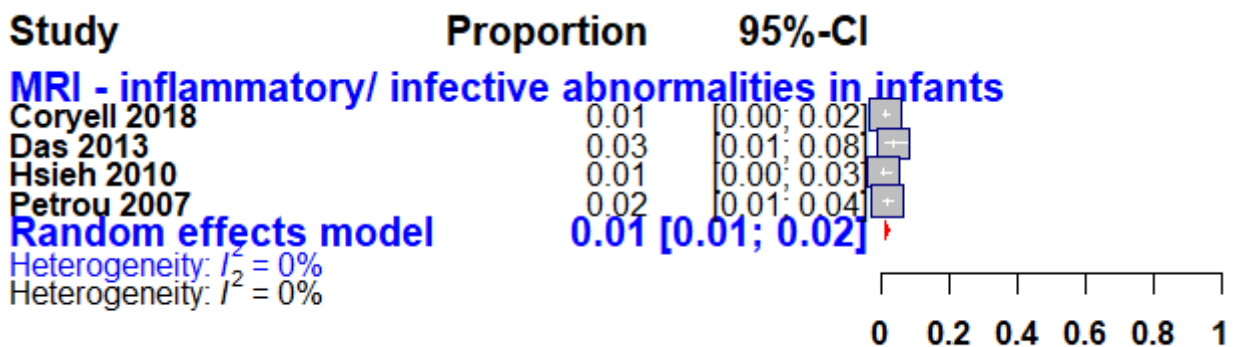 Study Proportion 95%-CI
MRI - inflammatory/ infective abnormalities in infants
Coryell 2018 0.01 [0.00; 0.02]
Das 2013 0.03 [0.01; 0.08]
Hsieh 2010 0.01 [0.00; 0.03]
Petrou 2007 0.02 [0.01; 0.04]
Random effects model 0.01 [0.01; 0.02]
Heterogeneity: I² = 0%
Heterogeneity: I² = 0%
0 0.2 0.4 0.6 0.8 1